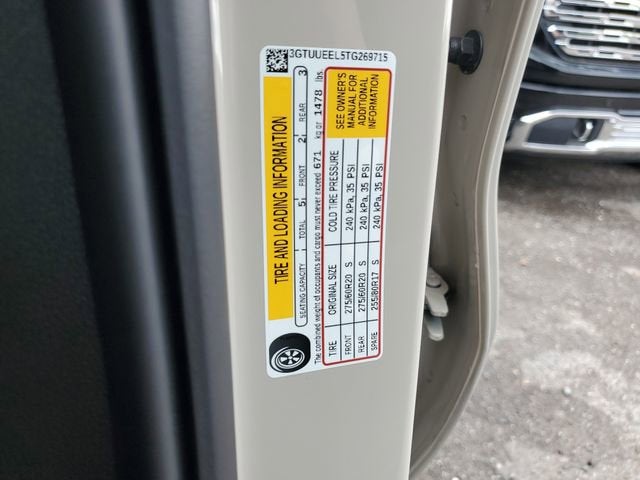 3GTUUEEL5TG269715
TIRE AND LOADING INFORMATION
SEATING CAPACITY TOTAL 5 FRONT 2 REAR 3
The combined weight of occupants and cargo must never exceed 671 kg or 1478 lbs.
TIRE ORIGINAL SIZE COLD TIRE PRESSURE
FRONT 275/60R20 S 240 kPa, 35 PSI
REAR 275/60R20 S 240 kPa, 35 PSI
SPARE 255/80R17 S 240 kPa, 35 PSI
SEE OWNER'S
MANUAL FOR
ADDITIONAL
INFORMATION